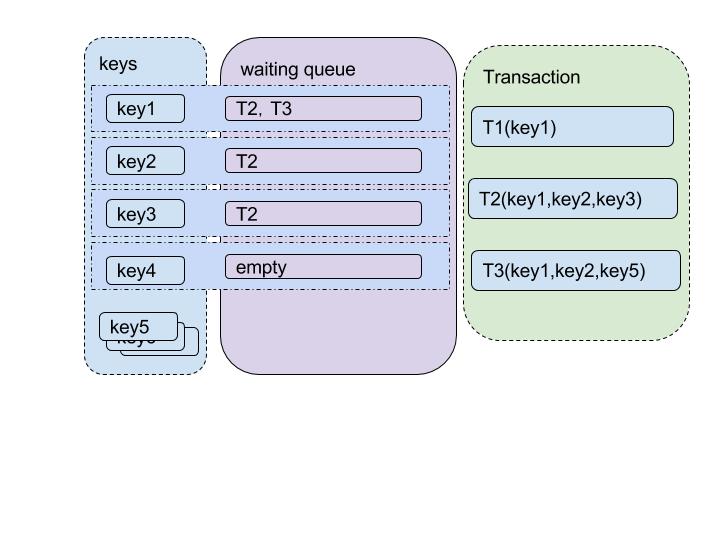 keys
waiting queue
Transaction
key1
T2, T3
T1(key1)
key2
T2
T2(key1,key2,key3)
key3
T2
key4
empty
T3(key1,key2,key5)
key5